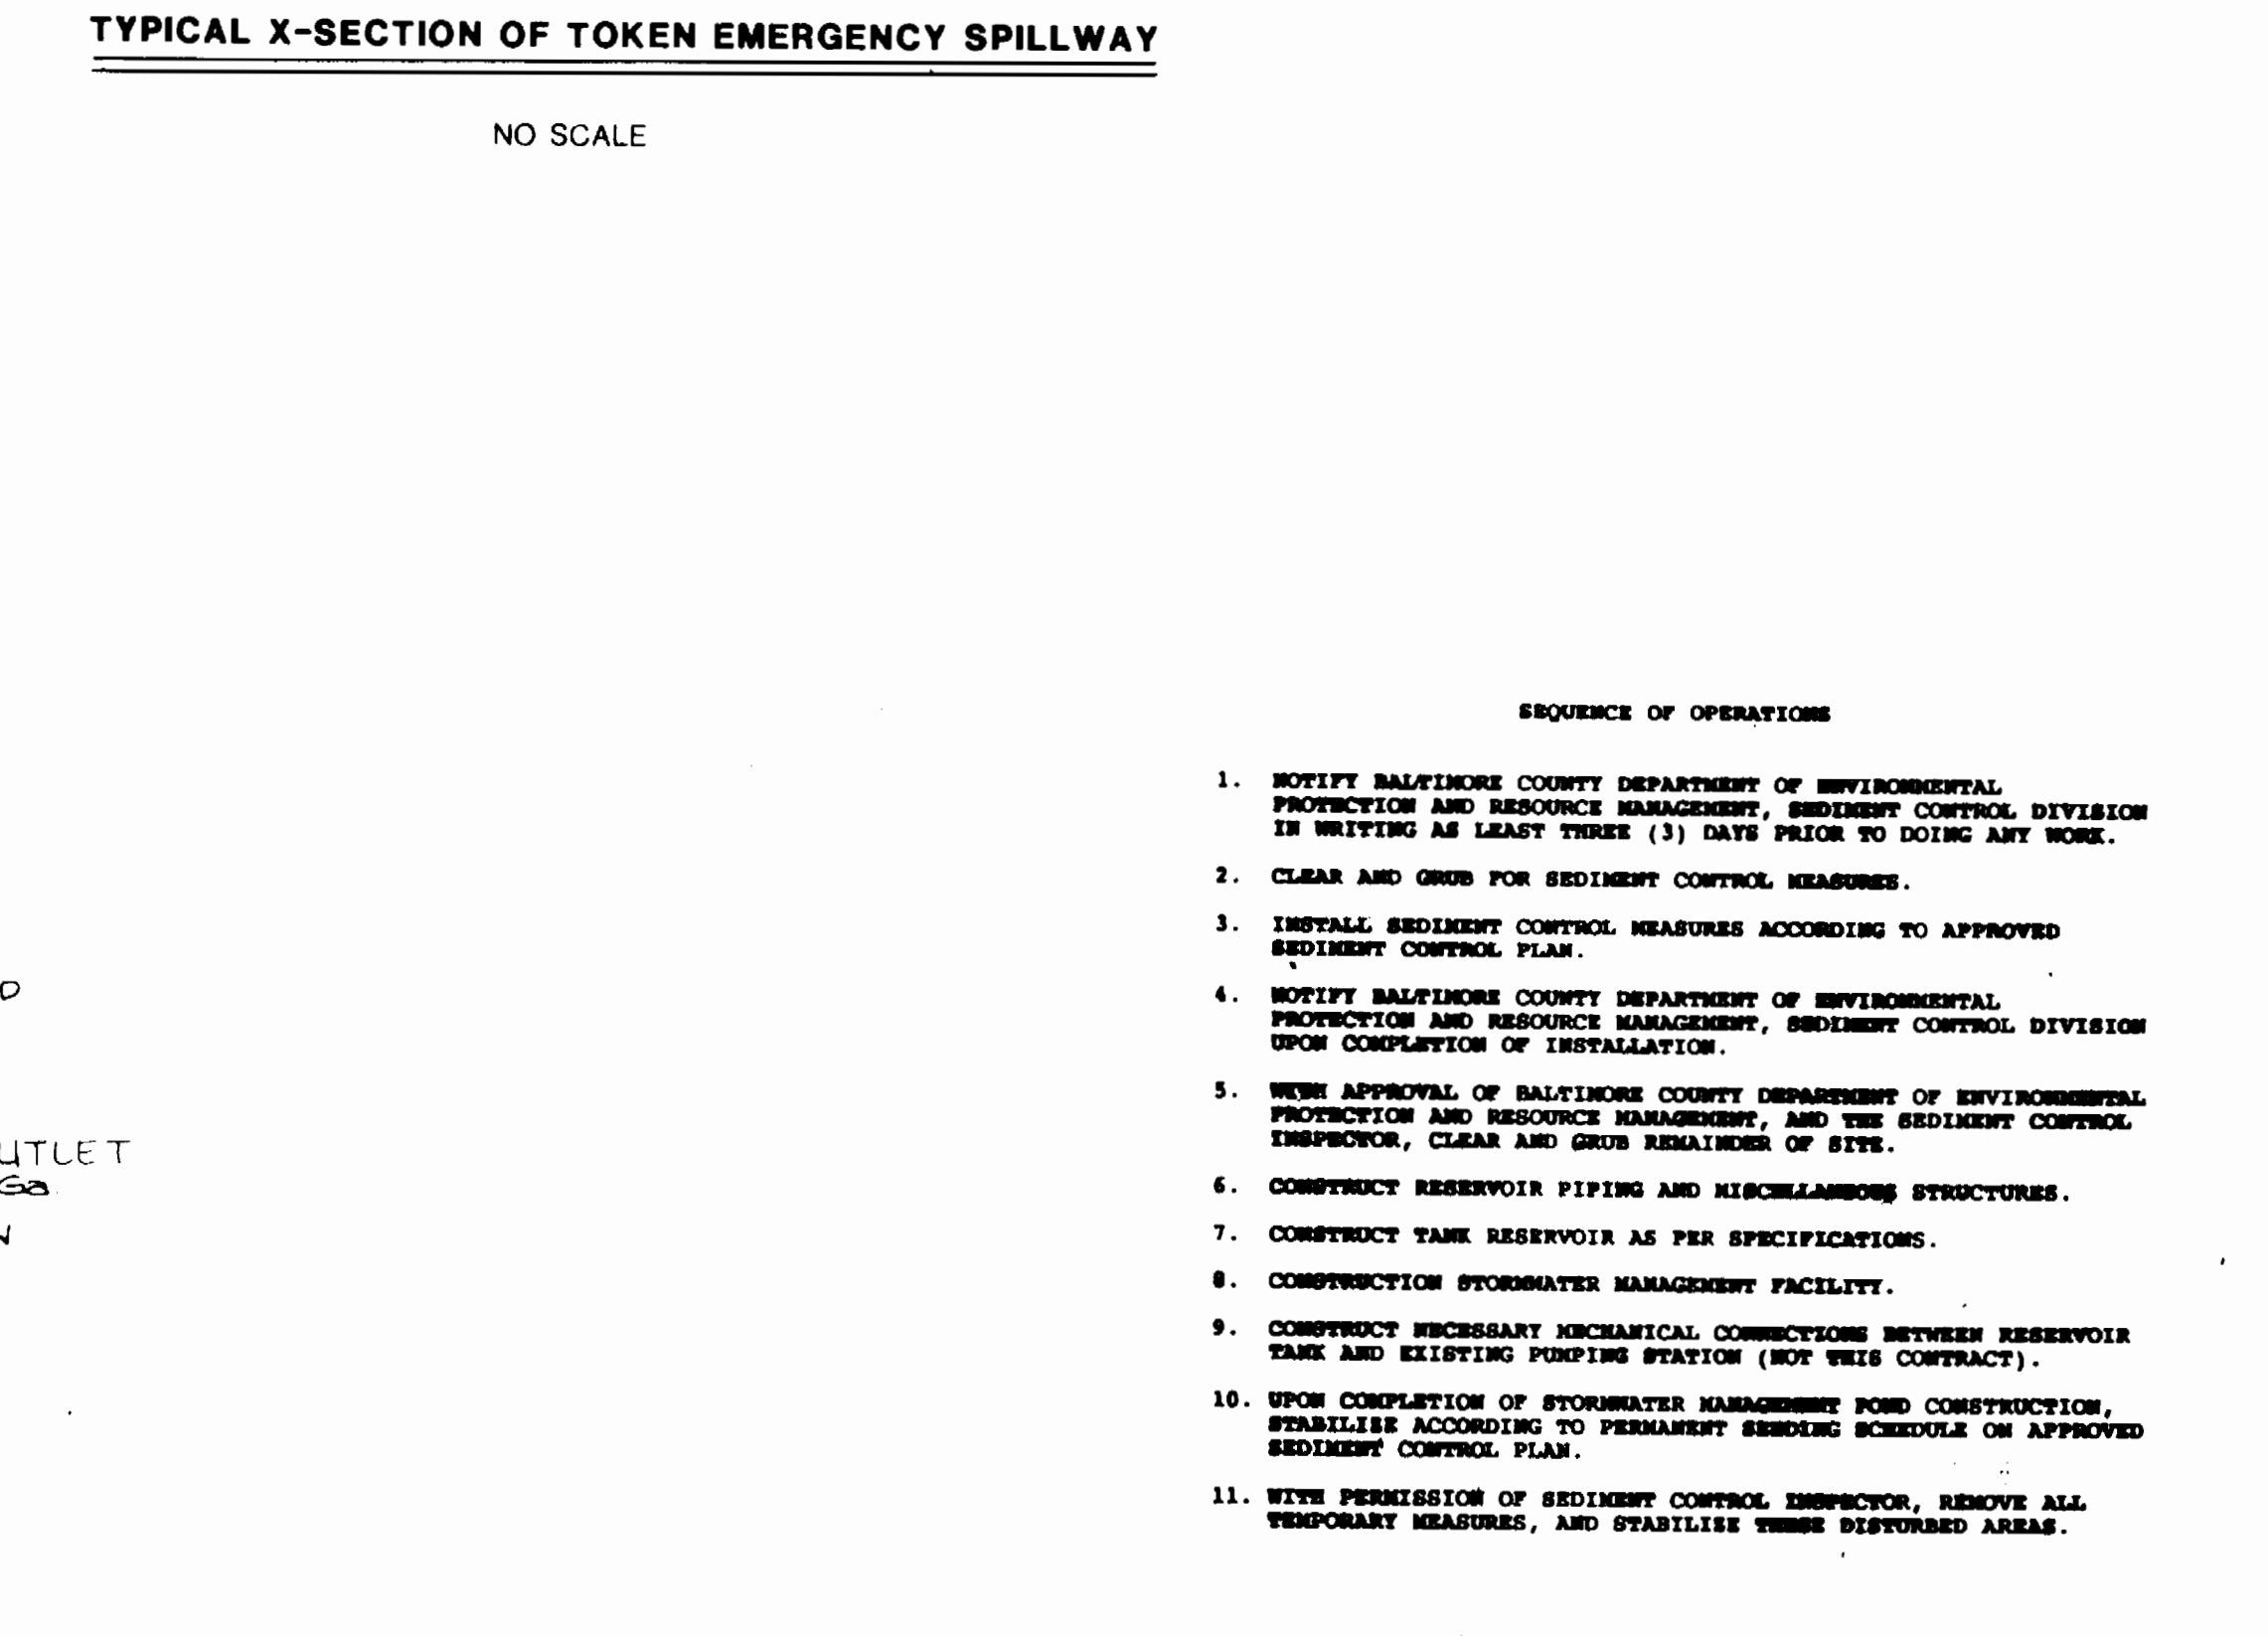 TYPICAL X-SECTION OF TOKEN EMERGENCY SPILLWAY
NO SCALE
SEQUENCE OF OPERATIONS
1. NOTIFY BALTIMORE COUNTY DEPARTMENT OF ENVIRONMENTAL
PROTECTION AND RESOURCE MANAGEMENT, SEDIMENT CONTROL DIVISION
IN WRITING AS LEAST THREE (3) DAYS PRIOR TO DOING ANY WORK.
2. CLEAR AND GRUB FOR SEDIMENT CONTROL MEASURES.
3. INSTALL SEDIMENT CONTROL MEASURES ACCORDING TO APPROVED
SEDIMENT CONTROL PLAN.
4. NOTIFY BALTIMORE COUNTY DEPARTMENT OF ENVIRONMENTAL
PROTECTION AND RESOURCE MANAGEMENT, SEDIMENT CONTROL DIVISION
UPON COMPLETION OF INSTALLATION.
5. WITH APPROVAL OF BALTIMORE COUNTY DEPARTMENT OF ENVIRONMENTAL
PROTECTION AND RESOURCE MANAGEMENT, AND THE SEDIMENT CONTROL
INSPECTOR, CLEAR AND GRUB REMAINDER OF SITE.
6. CONSTRUCT RESERVOIR PIPING AND MISCELLANEOUS STRUCTURES.
7. CONSTRUCT TANK RESERVOIR AS PER SPECIFICATIONS.
8. CONSTRUCTION STORMWATER MANAGEMENT FACILITY.
9. CONSTRUCT NECESSARY MECHANICAL CONNECTIONS BETWEEN RESERVOIR
TANK AND EXISTING PUMPING STATION (NOT THIS CONTRACT).
10. UPON COMPLETION OF STORMWATER MANAGEMENT POND CONSTRUCTION,
STABILIZE ACCORDING TO PERMANENT SEEDING SCHEDULE ON APPROVED
SEDIMENT CONTROL PLAN.
11. WITH PERMISSION OF SEDIMENT CONTROL INSPECTOR, REMOVE ALL
TEMPORARY MEASURES, AND STABILIZE THESE DISTURBED AREAS.
UTLET